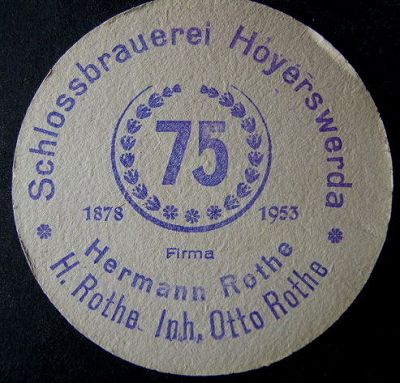 Schlossbrauerei Hoyerswerda
75
1878 1953
Firma
Hermann Rothe
H. Rothe Inh. Otto Rothe